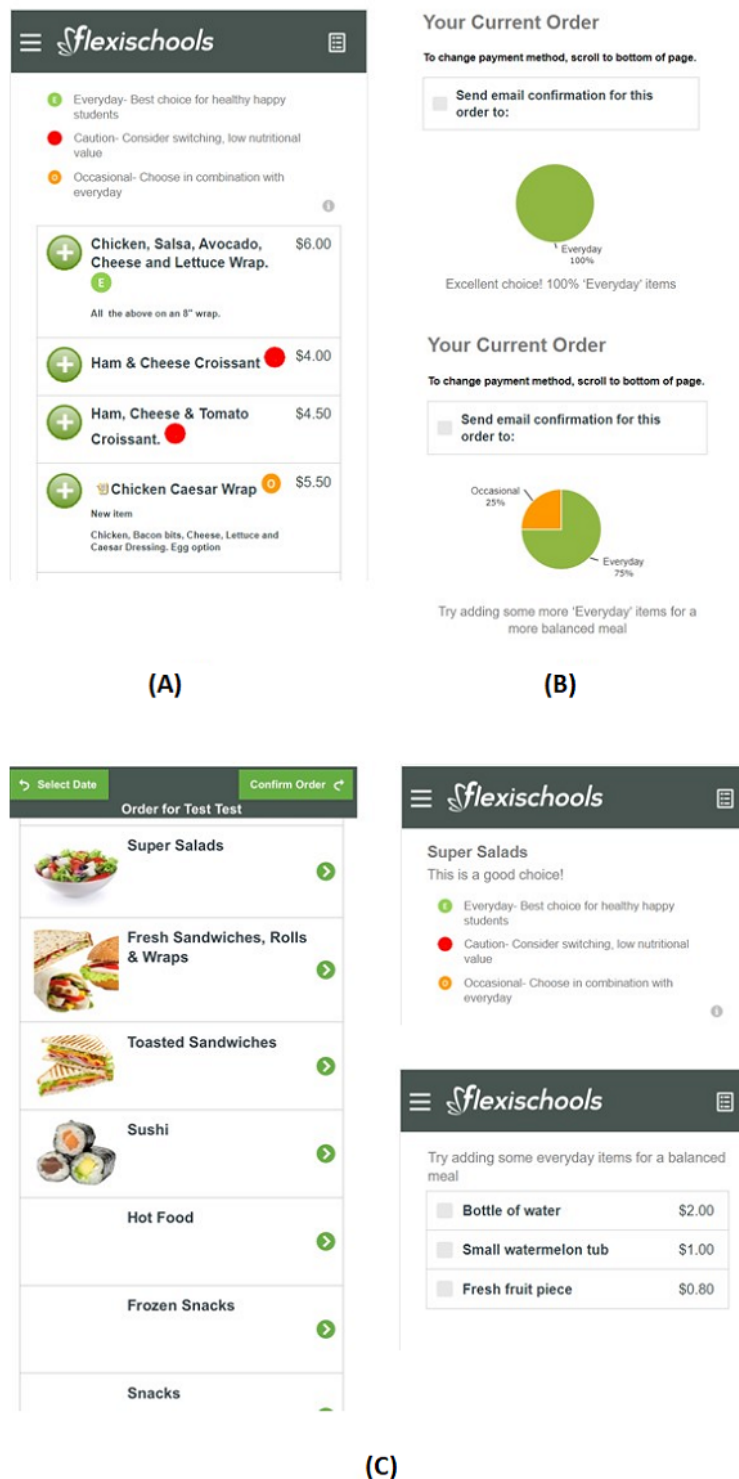 flexischools
E Everyday- Best choice for healthy happy
students
Caution- Consider switching, low nutritional
value
O Occasional- Choose in combination with
everyday
i
Chicken, Salsa, Avocado, $6.00
Cheese and Lettuce Wrap.
E
All the above on an 8" wrap.
Ham & Cheese Croissant $4.00
Ham, Cheese & Tomato $4.50
Croissant.
Chicken Caesar Wrap O $5.50
New item
Chicken, Bacon bits, Cheese, Lettuce and
Caesar Dressing. Egg option
(A)
Your Current Order
To change payment method, scroll to bottom of page.
Send email confirmation for this
order to:
Everyday
100%
Excellent choice! 100% ‘Everyday’ items
Your Current Order
To change payment method, scroll to bottom of page.
Send email confirmation for this
order to:
Occasional
25%
Everyday
75%
Try adding some more ‘Everyday’ items for a
more balanced meal
(B)
Select Date
Confirm Order
Order for Test Test
Super Salads
Fresh Sandwiches, Rolls
& Wraps
Toasted Sandwiches
Sushi
Hot Food
Frozen Snacks
Snacks
flexischools
Super Salads
This is a good choice!
E Everyday- Best choice for healthy happy
students
Caution- Consider switching, low nutritional
value
O Occasional- Choose in combination with
everyday
i
flexischools
Try adding some everyday items for a balanced
meal
Bottle of water $2.00
Small watermelon tub $1.00
Fresh fruit piece $0.80
(C)